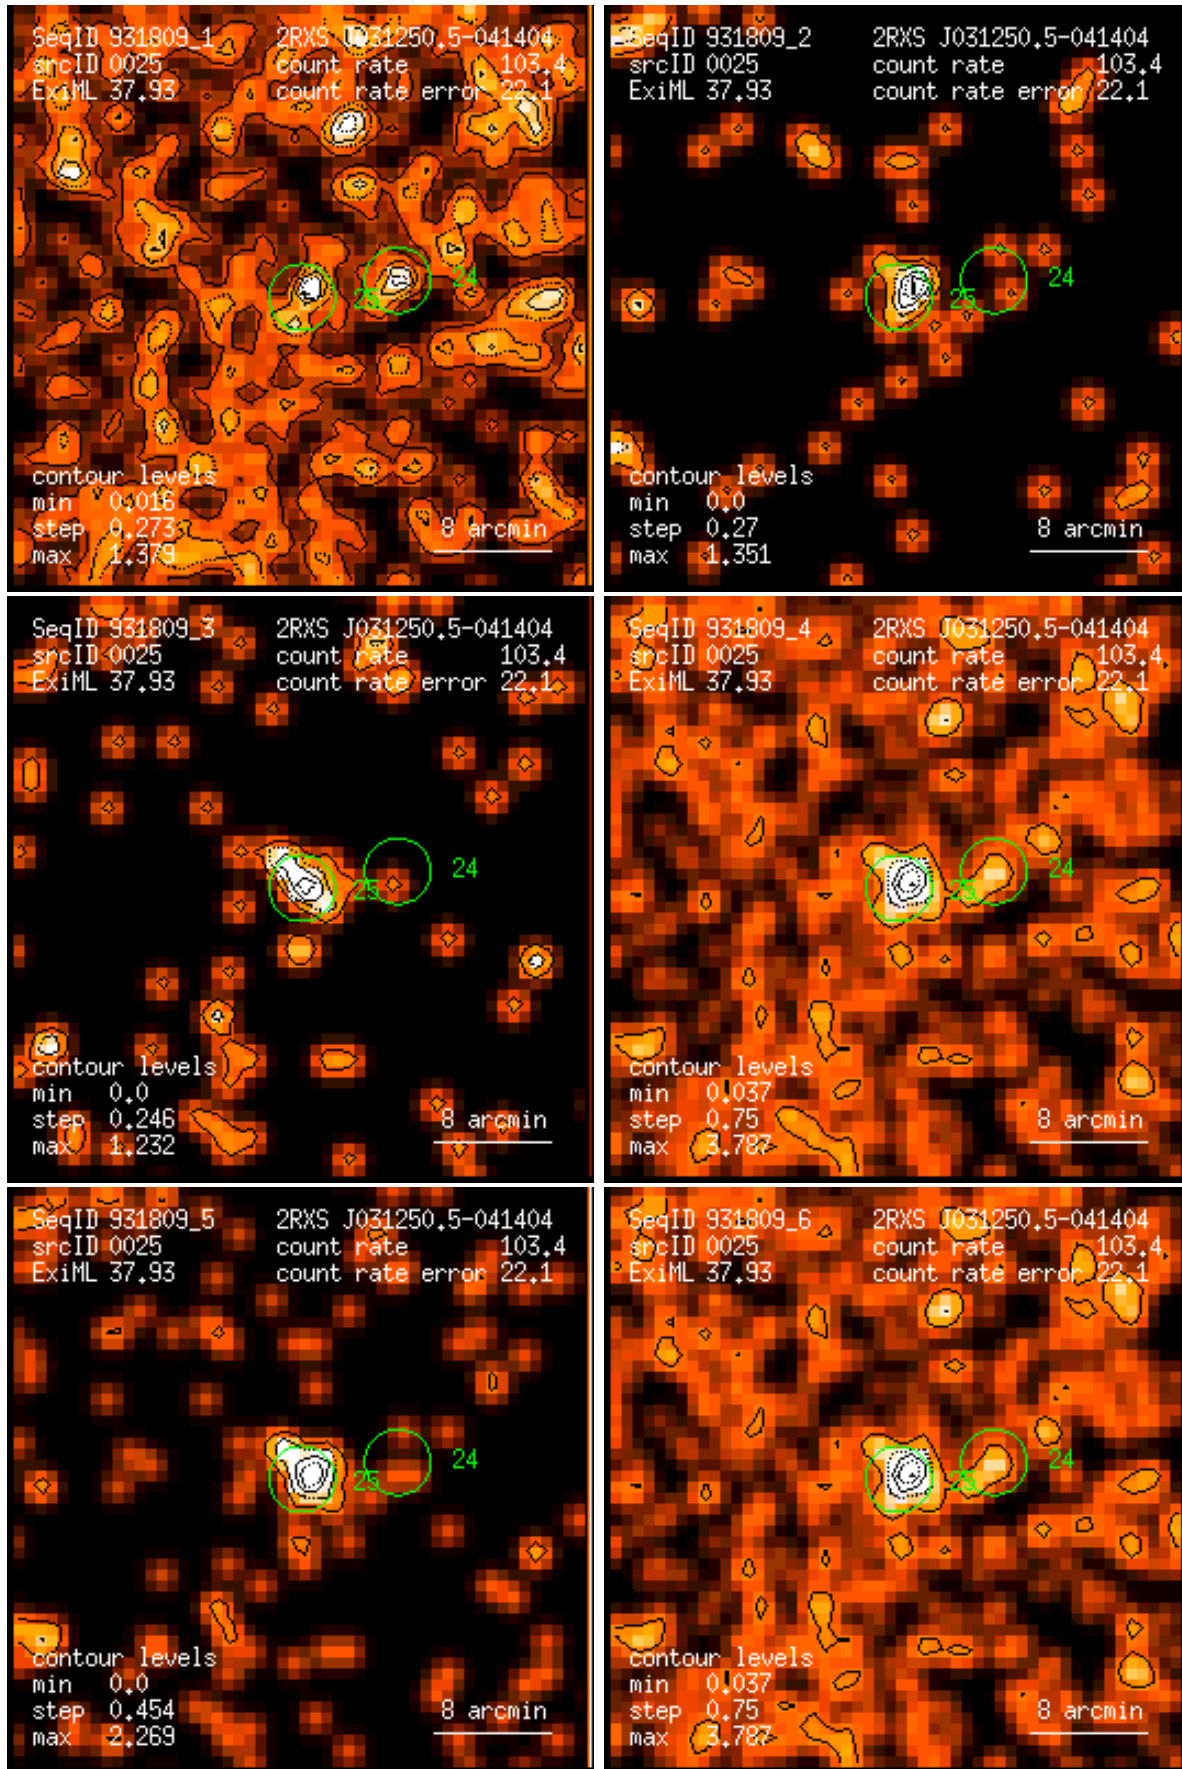 SeqID 931809_1 2RXS J031250.5-041404
srcID 0025 count rate 103.4
ExiML 37.93 count rate error 22.1
24
25
contour levels
min 0.016
step 0.273
max 1.379
8 arcmin
SeqID 931809_2 2RXS J031250.5-041404
srcID 0025 count rate 103.4
ExiML 37.93 count rate error 22.1
24
25
contour levels
min 0.0
step 0.27
max 1.351
8 arcmin
SeqID 931809_3 2RXS J031250.5-041404
srcID 0025 count rate 103.4
ExiML 37.93 count rate error 22.1
24
25
contour levels
min 0.0
step 0.246
max 1.232
8 arcmin
SeqID 931809_4 2RXS J031250.5-041404
srcID 0025 count rate 103.4
ExiML 37.93 count rate error 22.1
24
25
contour levels
min 0.037
step 0.75
max 3.787
8 arcmin
SeqID 931809_5 2RXS J031250.5-041404
srcID 0025 count rate 103.4
ExiML 37.93 count rate error 22.1
24
25
contour levels
min 0.0
step 0.454
max 2.269
8 arcmin
SeqID 931809_6 2RXS J031250.5-041404
srcID 0025 count rate 103.4
ExiML 37.93 count rate error 22.1
24
25
contour levels
min 0.037
step 0.75
max 3.787
8 arcmin